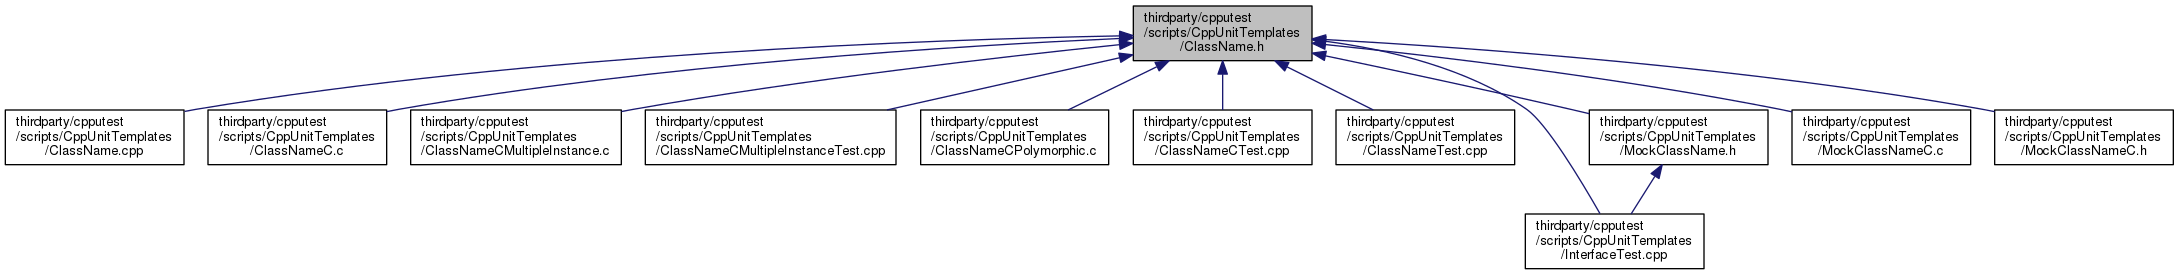 thirdparty/cpputest
/scripts/CppUnitTemplates
/ClassName.h
thirdparty/cpputest
/scripts/CppUnitTemplates
/ClassName.cpp
thirdparty/cpputest
/scripts/CppUnitTemplates
/ClassNameC.c
thirdparty/cpputest
/scripts/CppUnitTemplates
/ClassNameCMultipleInstance.c
thirdparty/cpputest
/scripts/CppUnitTemplates
/ClassNameCMultipleInstanceTest.cpp
thirdparty/cpputest
/scripts/CppUnitTemplates
/ClassNameCPolymorphic.c
thirdparty/cpputest
/scripts/CppUnitTemplates
/ClassNameCTest.cpp
thirdparty/cpputest
/scripts/CppUnitTemplates
/ClassNameTest.cpp
thirdparty/cpputest
/scripts/CppUnitTemplates
/MockClassName.h
thirdparty/cpputest
/scripts/CppUnitTemplates
/MockClassNameC.c
thirdparty/cpputest
/scripts/CppUnitTemplates
/MockClassNameC.h
thirdparty/cpputest
/scripts/CppUnitTemplates
/InterfaceTest.cpp